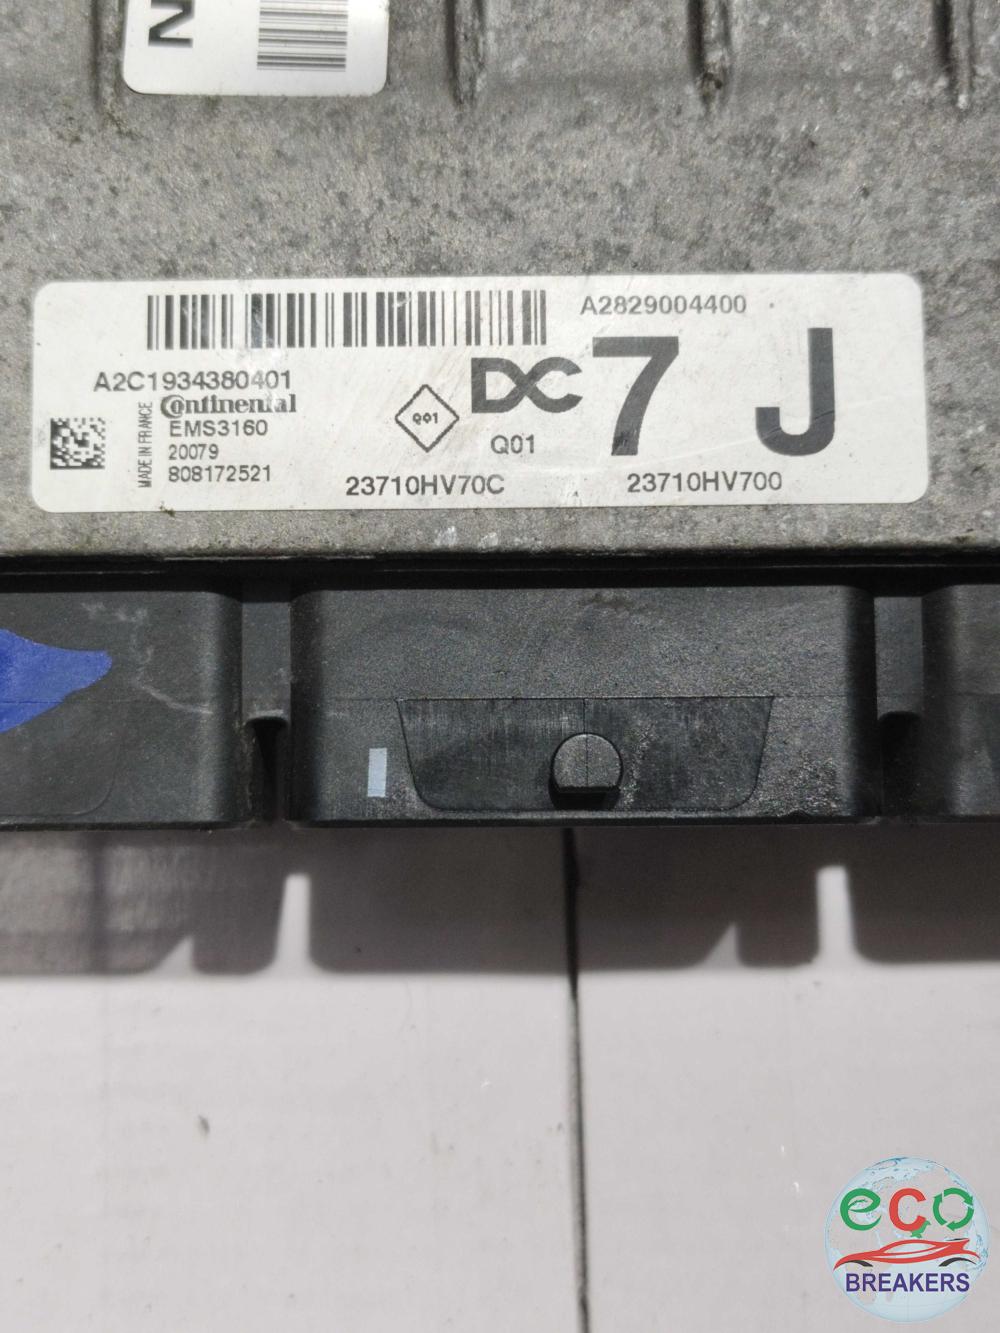 N
A2829004400
A2C1934380401
Continental
EMS3160
20079
808172521
MADE IN FRANCE
Q01
DC
Q01
7 J
23710HV70C
23710HV700
eco
BREAKERS